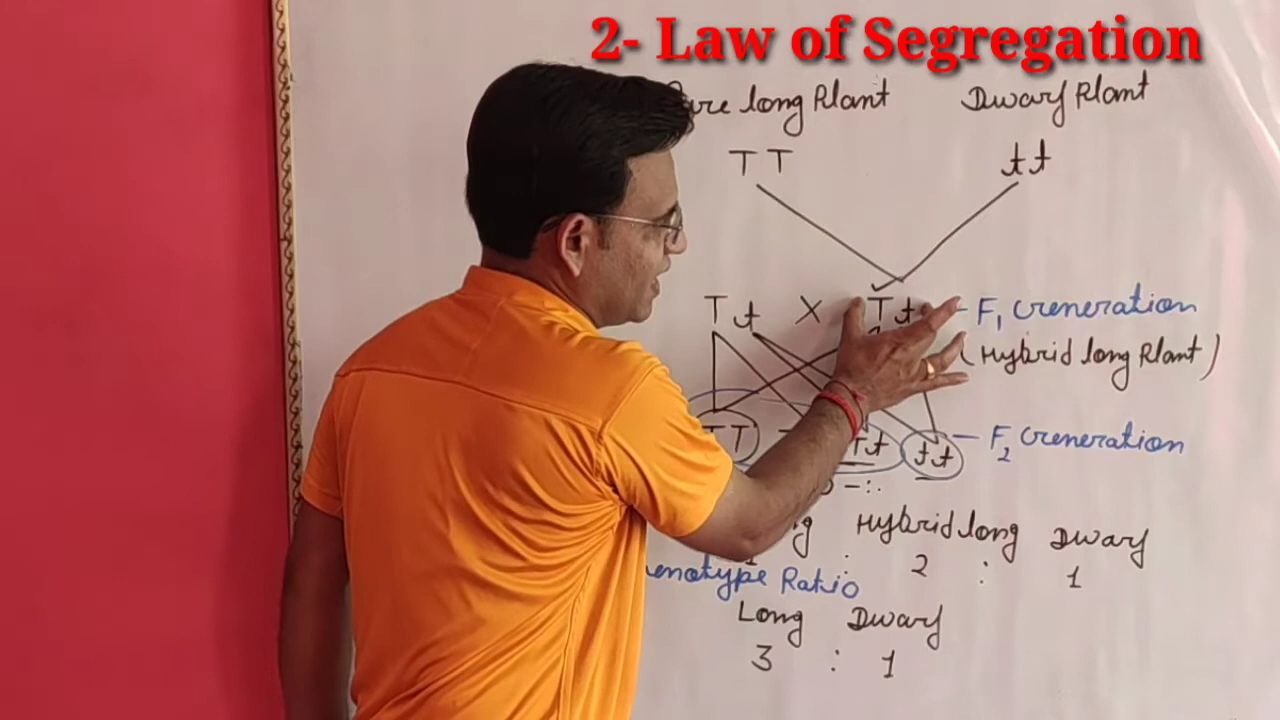 2- Law of Segregation
Pure long Plant Dwarf Plant
TT tt
Tt X Tt - F1 Generation
(Hybrid long Plant)
TT Tt tt - F2 Generation
Hybrid long Dwarf
: 2 : 1
Ratio
Long Dwarf
3 : 1